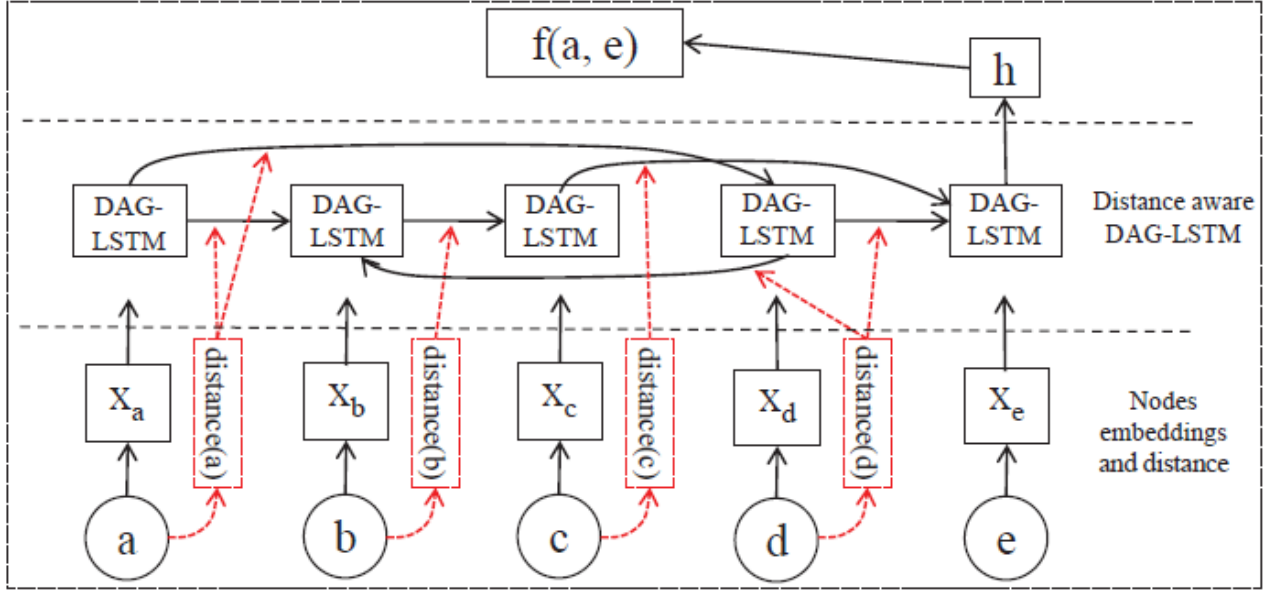 f(a, e)
h
DAG-
LSTM
DAG-
LSTM
DAG-
LSTM
DAG-
LSTM
DAG-
LSTM
Distance aware
DAG-LSTM
Xa
distance(a)
Xb
distance(b)
Xc
distance(c)
Xd
distance(d)
Xe
Nodes
embeddings
and distance
a
b
c
d
e